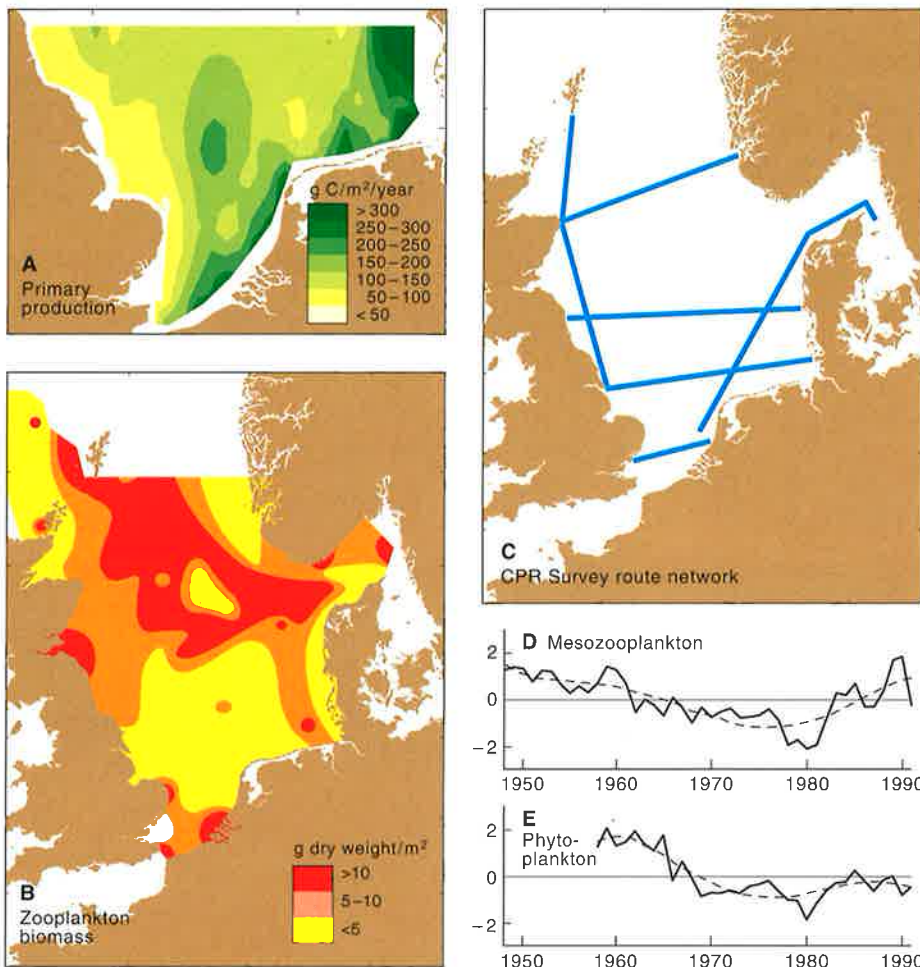 g C/m²/year
> 300
250–300
200–250
150–200
100–150
50–100
< 50
A
Primary
production
C
CPR Survey route network
B
Zooplankton
biomass
g dry weight/m²
>10
5–10
<5
D Mesozooplankton
2
0
−2
1950 1960 1970 1980 1990
E
Phyto-
plankton
2
0
−2
1950 1960 1970 1980 1990